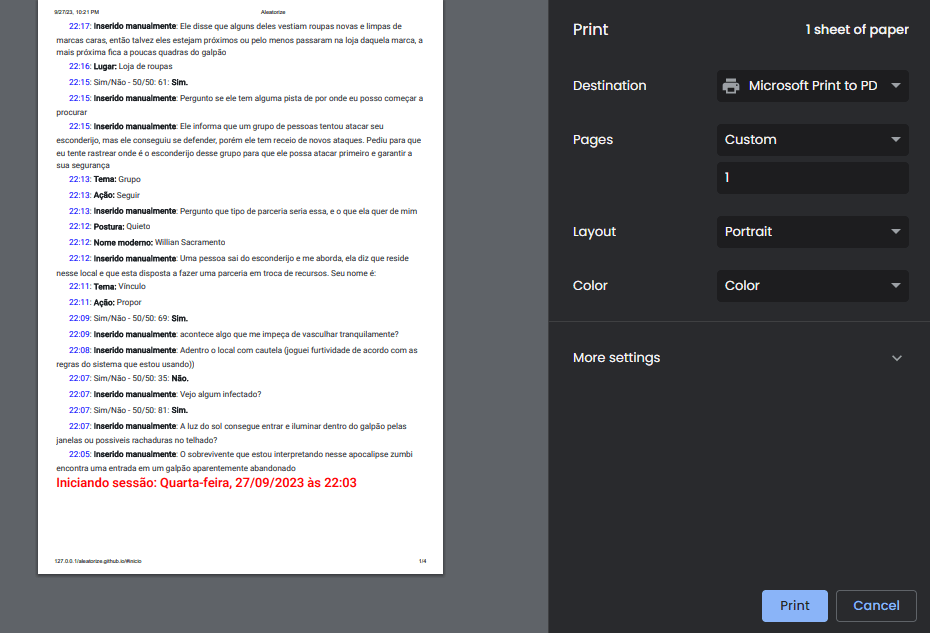 9/27/23, 10:21 PM
Aleatorize
22:17: Inserido manualmente: Ele disse que alguns deles vestiam roupas novas e limpas de
marcas caras, então talvez eles estejam próximos ou pelo menos passaram na loja daquela marca, a
mais próxima fica a poucas quadras do galpão
22:16: Lugar: Loja de roupas
22:15: Sim/Não - 50/50: 61: Sim.
22:15: Inserido manualmente: Pergunto se ele tem alguma pista de por onde eu posso começar a
procurar
22:15: Inserido manualmente: Ele informa que um grupo de pessoas tentou atacar seu
esconderijo, mas ele conseguiu se defender, porém ele tem receio de novos ataques. Pediu para que
eu tente rastrear onde é o esconderijo desse grupo para que ele possa atacar primeiro e garantir a
sua segurança
22:13: Tema: Grupo
22:13: Ação: Seguir
22:13: Inserido manualmente: Pergunto que tipo de parceria seria essa, e o que ela quer de mim
22:12: Postura: Quieto
22:12: Nome moderno: Willian Sacramento
22:12: Inserido manualmente: Uma pessoa sai do esconderijo e me aborda, ela diz que reside
nesse local e que esta disposta a fazer uma parceria em troca de recursos. Seu nome é:
22:11: Tema: Vínculo
22:11: Ação: Propor
22:09: Sim/Não - 50/50: 69: Sim.
22:09: Inserido manualmente: acontece algo que me impeça de vasculhar tranquilamente?
22:08: Inserido manualmente: Adentro o local com cautela (joguei furtividade de acordo com as
regras do sistema que estou usando))
22:07: Sim/Não - 50/50: 35: Não.
22:07: Inserido manualmente: Vejo algum infectado?
22:07: Sim/Não - 50/50: 81: Sim.
22:07: Inserido manualmente: A luz do sol consegue entrar e iluminar dentro do galpão pelas
janelas ou possiveis rachaduras no telhado?
22:05: Inserido manualmente: O sobrevivente que estou interpretando nesse apocalipse zumbi
encontra uma entrada em um galpão aparentemente abandonado
Iniciando sessão: Quarta-feira, 27/09/2023 às 22:03
127.0.0.1/aleatorize.github.io/#inicio
1/4
Print
1 sheet of paper
Destination
Microsoft Print to PD
Pages
Custom
1
Layout
Portrait
Color
Color
More settings
Print
Cancel